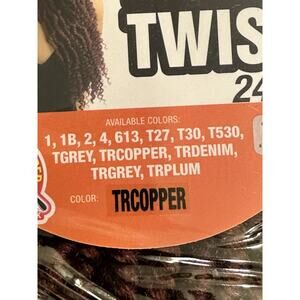 TWIS
24
AVAILABLE COLORS:
1, 1B, 2, 4, 613, T27, T30, T530,
TGREY, TRCOPPER, TRDENIM,
TRGREY, TRPLUM
COLOR: TRCOPPER